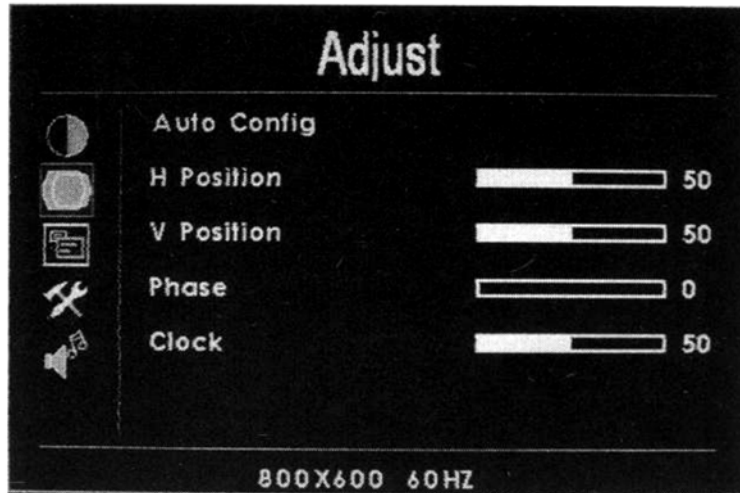 Adjust
Auto Config
H Position 50
V Position 50
Phase 0
Clock 50
800X600 60HZ